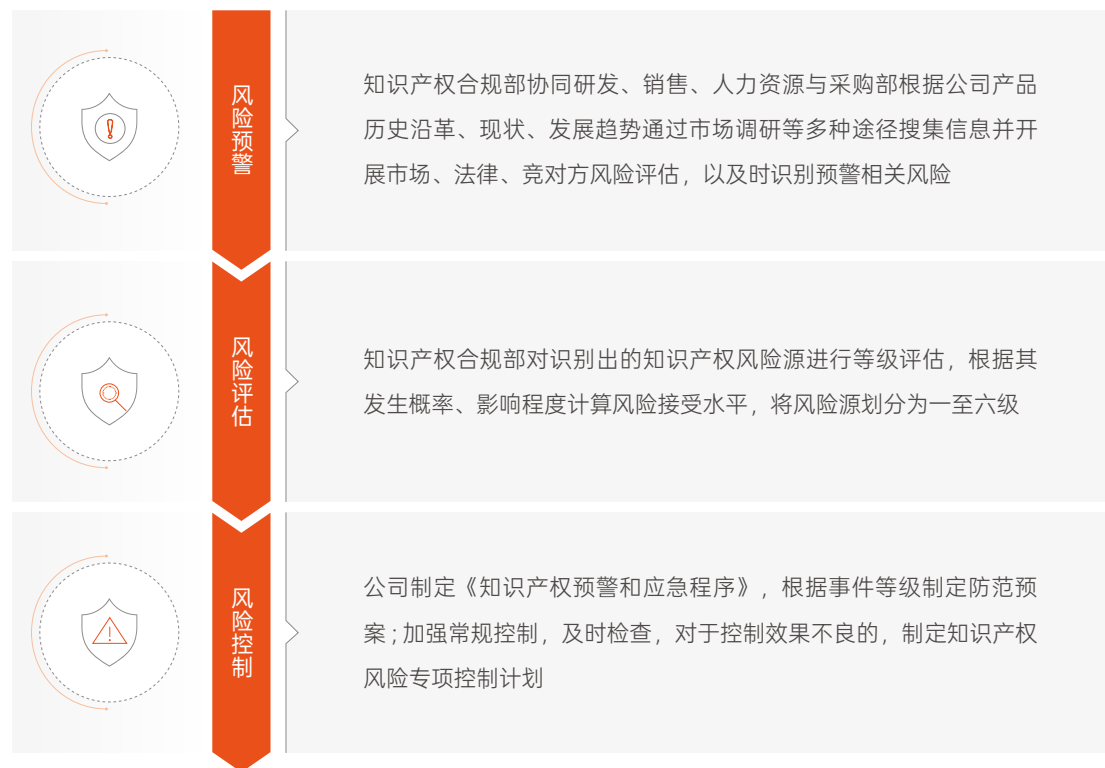 风险预警
知识产权合规部协同研发、销售、人力资源与采购部根据公司产品
历史沿革、现状、发展趋势通过市场调研等多种途径搜集信息并开
展市场、法律、竞对方风险评估，以及时识别预警相关风险
风险评估
知识产权合规部对识别出的知识产权风险源进行等级评估，根据其
发生概率、影响程度计算风险接受水平，将风险源划分为一至六级
风险控制
公司制定《知识产权预警和应急程序》，根据事件等级制定防范预
案；加强常规控制，及时检查，对于控制效果不良的，制定知识产权
风险专项控制计划